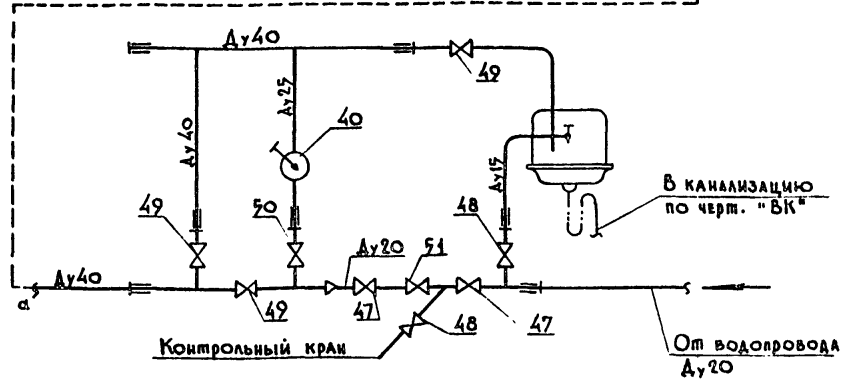 Ду40
49
Ду25
40
Ду40
Ду15
49
50
48
В канализацию
по черт. "ВК"
Ду20
51
Ду40
а
49
47
48
47
Контрольный кран
От водопровода
Ду20